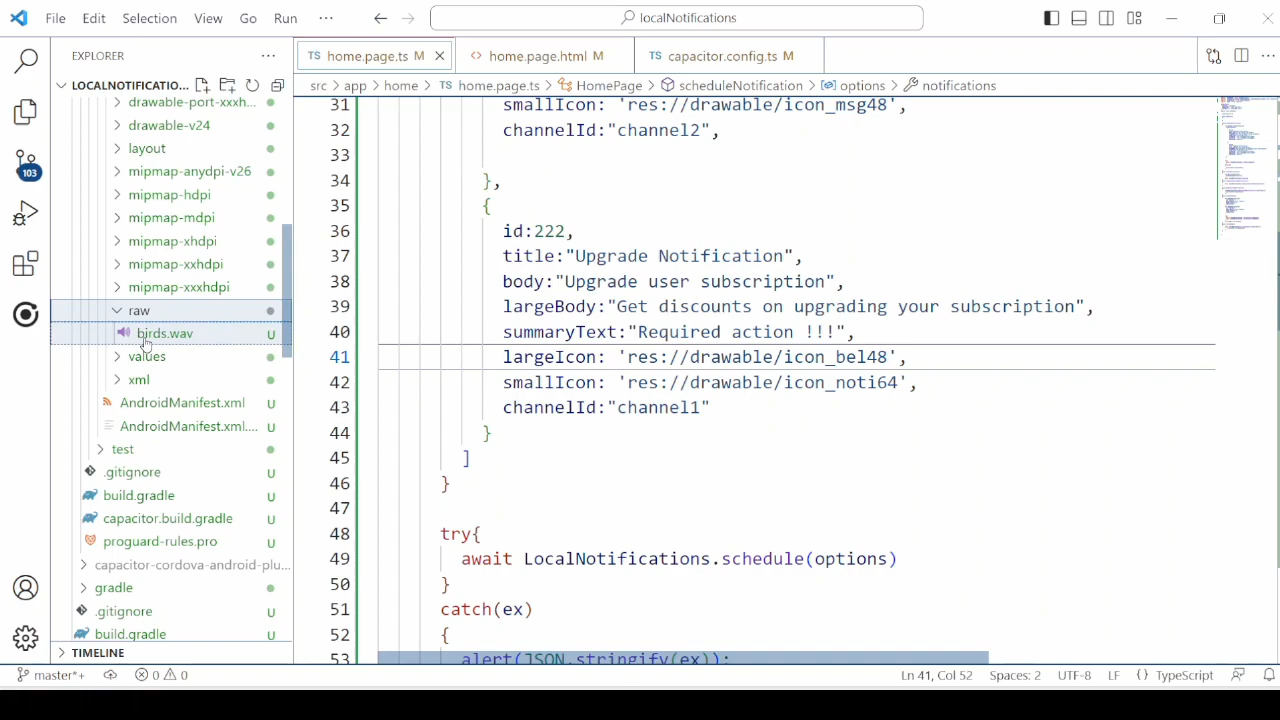 File Edit Selection View Go Run ··· localNotifications
EXPLORER ···
LOCALNOTIFICATIO...
drawable-port-xxxh...
drawable-v24
layout
mipmap-anydpi-v26
mipmap-hdpi
mipmap-mdpi
mipmap-xhdpi
mipmap-xxhdpi
mipmap-xxxhdpi
raw
birds.wav U
values
xml
AndroidManifest.xml U
AndroidManifest.xml.... U
test
.gitignore U
build.gradle U
capacitor.build.gradle U
proguard-rules.pro U
capacitor-cordova-android-plu...
gradle
.gitignore U
build.gradle U
TIMELINE
103
TS home.page.ts M <> home.page.html M TS capacitor.config.ts M ···
src > app > home > TS home.page.ts > HomePage > scheduleNotification > options > notifications
31 smallIcon: 'res://drawable/icon_msg48',
32 channelId:"channel2",
33
34 },
35 {
36 id:222,
37 title:"Upgrade Notification",
38 body:"Upgrade user subscription",
39 largeBody:"Get discounts on upgrading your subscription",
40 summaryText:"Required action !!!",
41 largeIcon: 'res://drawable/icon_bel48',
42 smallIcon: 'res://drawable/icon_noti64',
43 channelId:"channel1"
44 }
45 ]
46 }
47
48 try{
49 await LocalNotifications.schedule(options)
50 }
51 catch(ex)
52 {
53 alert(JSON.stringify(ex));
master*+ 0 0 Ln 41, Col 52 Spaces: 2 UTF-8 LF {} TypeScript